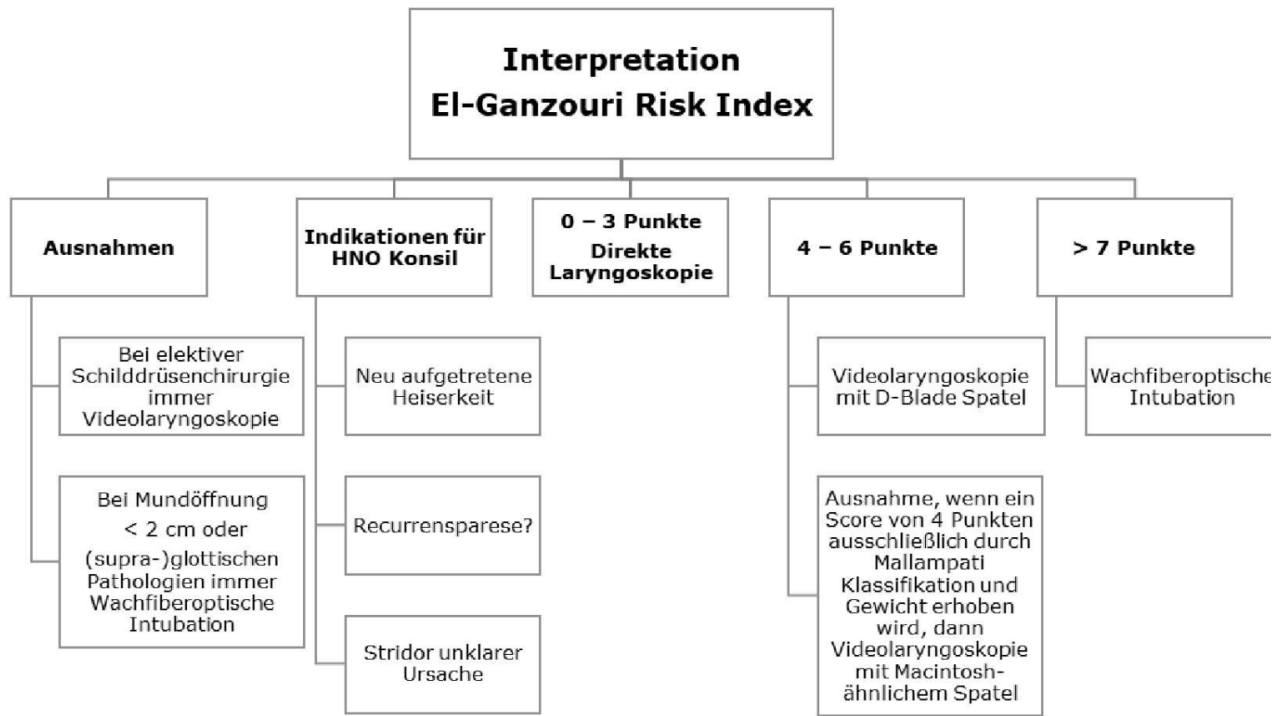 Interpretation
El-Ganzouri Risk Index
Ausnahmen
Bei elektiver
Schilddrüsenchirurgie
immer
Videolaryngoskopie
Bei Mundöffnung
< 2 cm oder
(supra-)glottischen
Pathologien immer
Wachfiberoptische
Intubation
Indikationen für
HNO Konsil
Neu aufgetretene
Heiserkeit
Recurrensparese?
Stridor unklarer
Ursache
0 – 3 Punkte
Direkte
Laryngoskopie
4 – 6 Punkte
Videolaryngoskopie
mit D-Blade Spatel
Ausnahme, wenn ein
Score von 4 Punkten
ausschließlich durch
Mallampati
Klassifikation und
Gewicht erhoben
wird, dann
Videolaryngoskopie
mit Macintosh-
ähnlichem Spatel
> 7 Punkte
Wachfiberoptische
Intubation